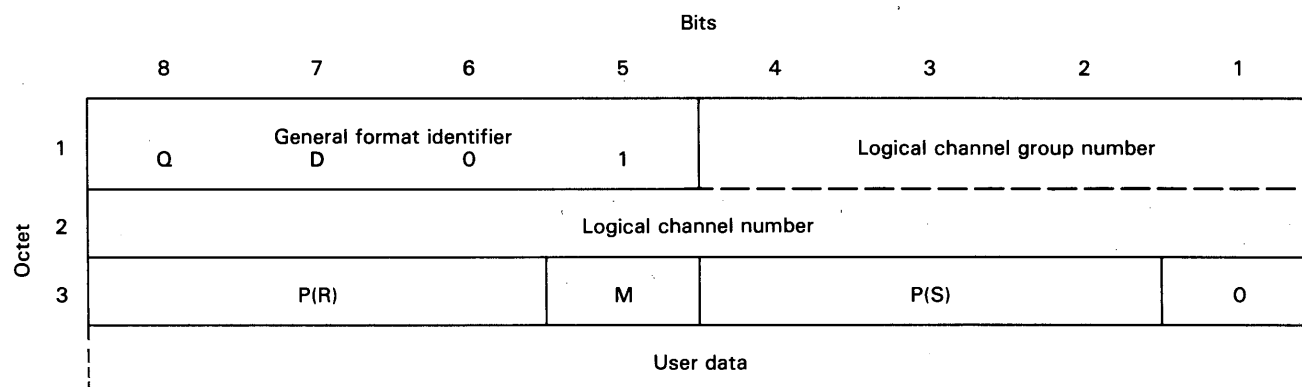 Bits
8 7 6 5 4 3 2 1
General format identifier
1 Logical channel group number
Q D 0 1
2 Logical channel number
Octet
3 P(R) M P(S) 0
User data